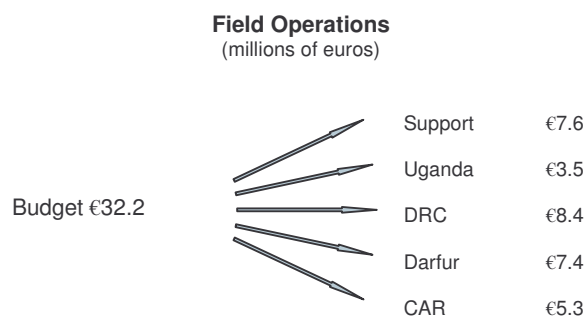 Field Operations
(millions of euros)
Support €7.6
Uganda €3.5
Budget €32.2
DRC €8.4
Darfur €7.4
CAR €5.3